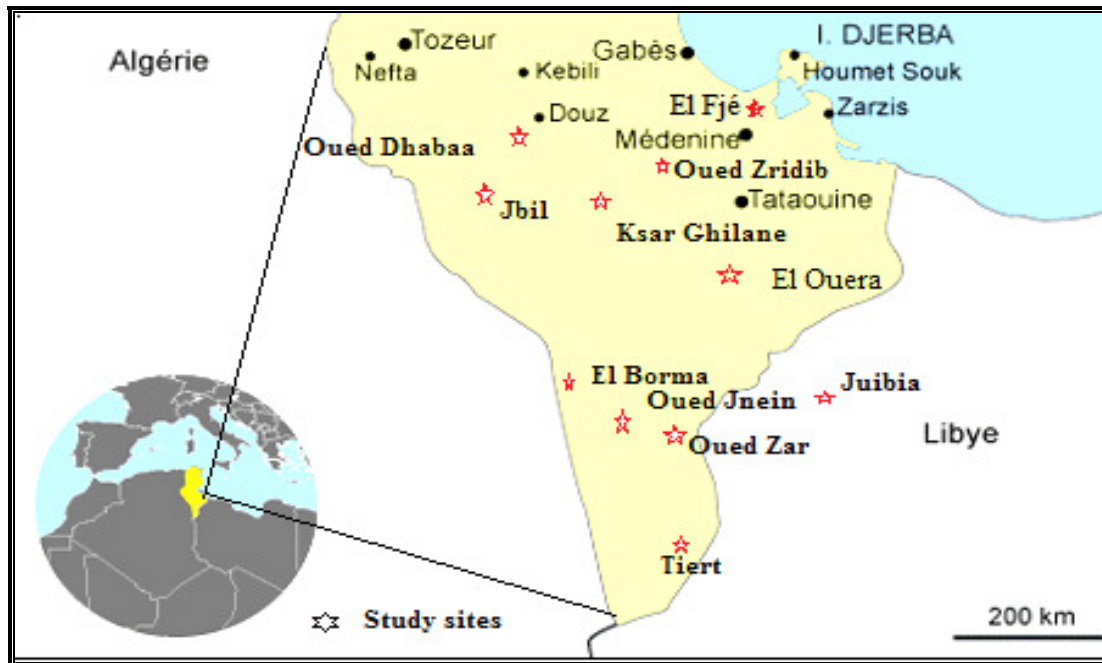 Algérie
Tozeur
Nefta
Kebili
Douz
Gabès
I. DJERBA
Houmet Souk
El Fjé
Zarzis
Médenine
Oued Dhabaa
Oued Zridib
Jbil
Tataouine
Ksar Ghilane
El Ouera
El Borma
Juibia
Oued Jnein
Libye
Oued Zar
Tiert
Study sites
200 km